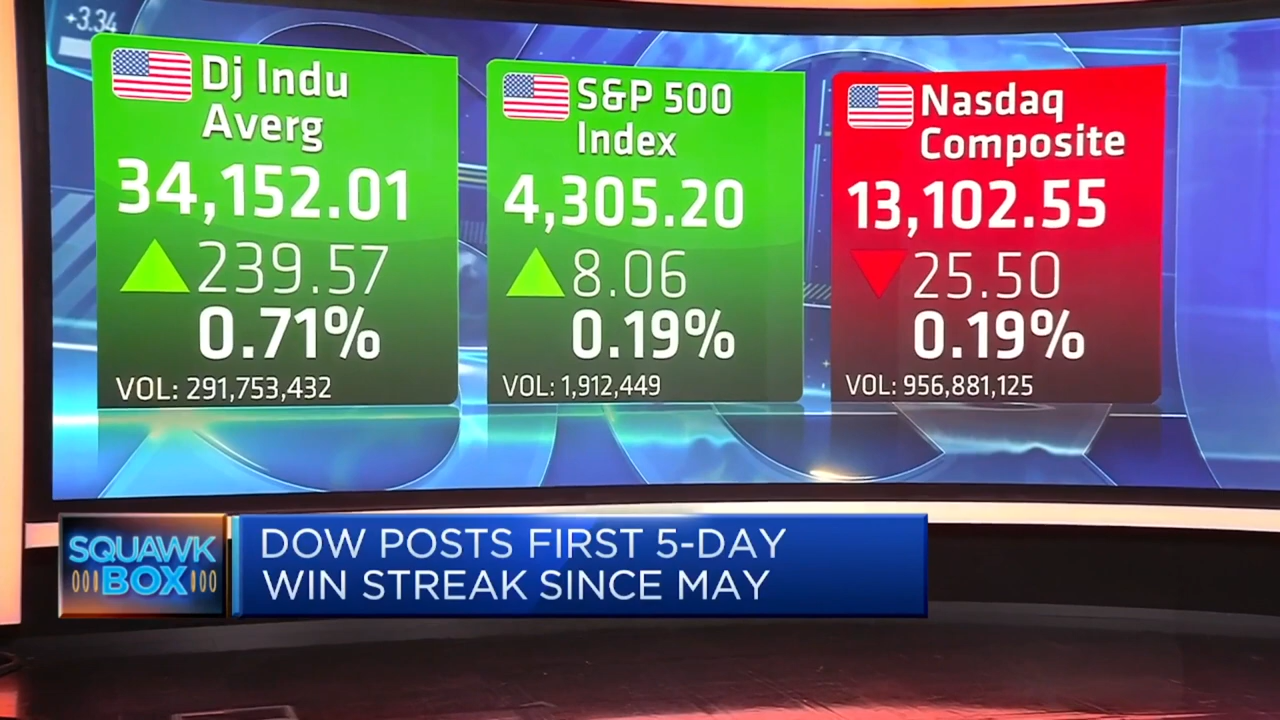 +3.34
Dj Indu
Averg
34,152.01
239.57
0.71%
VOL: 291,753,432
S&P 500
Index
4,305.20
8.06
0.19%
VOL: 1,912,449
Nasdaq
Composite
13,102.55
25.50
0.19%
VOL: 956,881,125
SQUAWK
BOX
DOW POSTS FIRST 5-DAY
WIN STREAK SINCE MAY